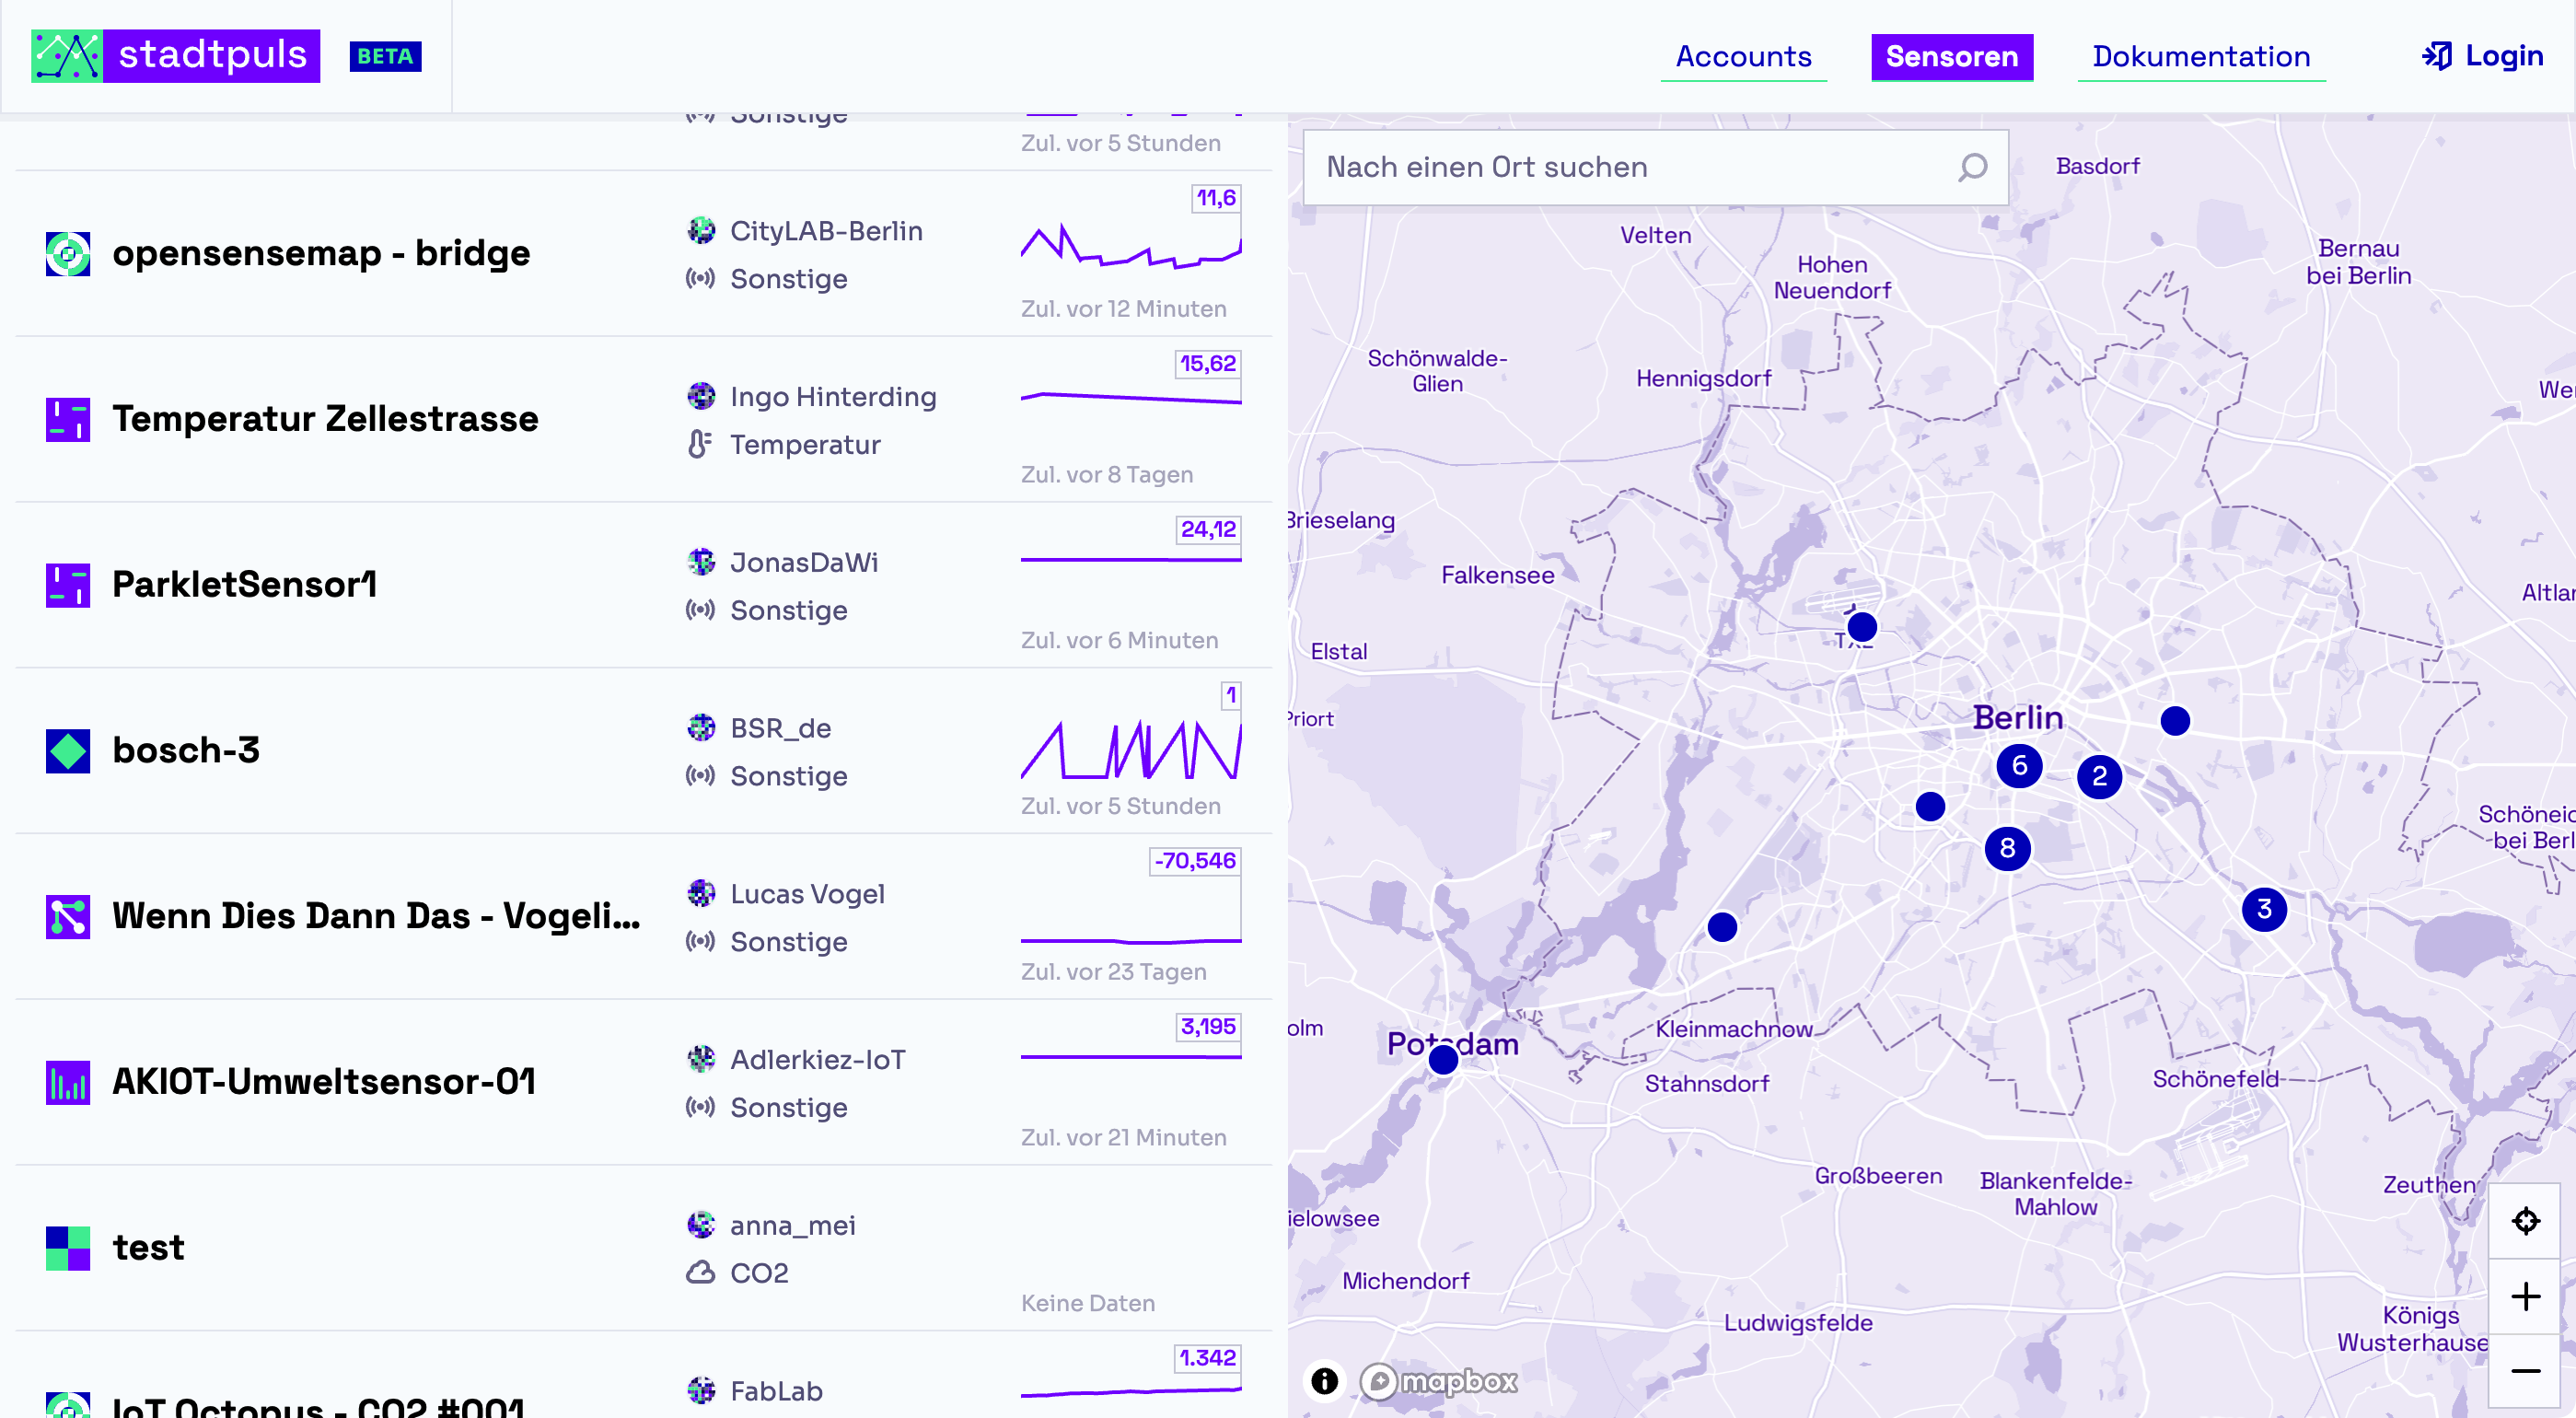 stadtpuls
BETA
Accounts
Sensoren
Dokumentation
Login
Sonstige
Zul. vor 5 Stunden
opensensemap - bridge
CityLAB-Berlin
Sonstige
11,6
Zul. vor 12 Minuten
Temperatur Zellestrasse
Ingo Hinterding
Temperatur
15,62
Zul. vor 8 Tagen
ParkletSensor1
JonasDaWi
Sonstige
24,12
Zul. vor 6 Minuten
bosch-3
BSR_de
Sonstige
1
Zul. vor 5 Stunden
Wenn Dies Dann Das - Vogeli...
Lucas Vogel
Sonstige
-70,546
Zul. vor 23 Tagen
AKIOT-Umweltsensor-01
Adlerkiez-IoT
Sonstige
3,195
Zul. vor 21 Minuten
test
anna_mei
CO2
Keine Daten
IoT Octopus - CO2 #001
FabLab
1.342
Nach einen Ort suchen
Basdorf
Velten
Bernau
bei Berlin
Hohen
Neuendorf
Schönwalde-
Glien
Hennigsdorf
Wer
Brieselang
Falkensee
Altlan
TXL
Elstal
Priort
Berlin
6
2
Schöneic
bei Berl
8
3
olm
Kleinmachnow
Potsdam
Stahnsdorf
Schönefeld
Großbeeren
Blankenfelde-
Mahlow
Zeuthen
ielowsee
Michendorf
Ludwigsfelde
Königs
Wusterhause
mapbox